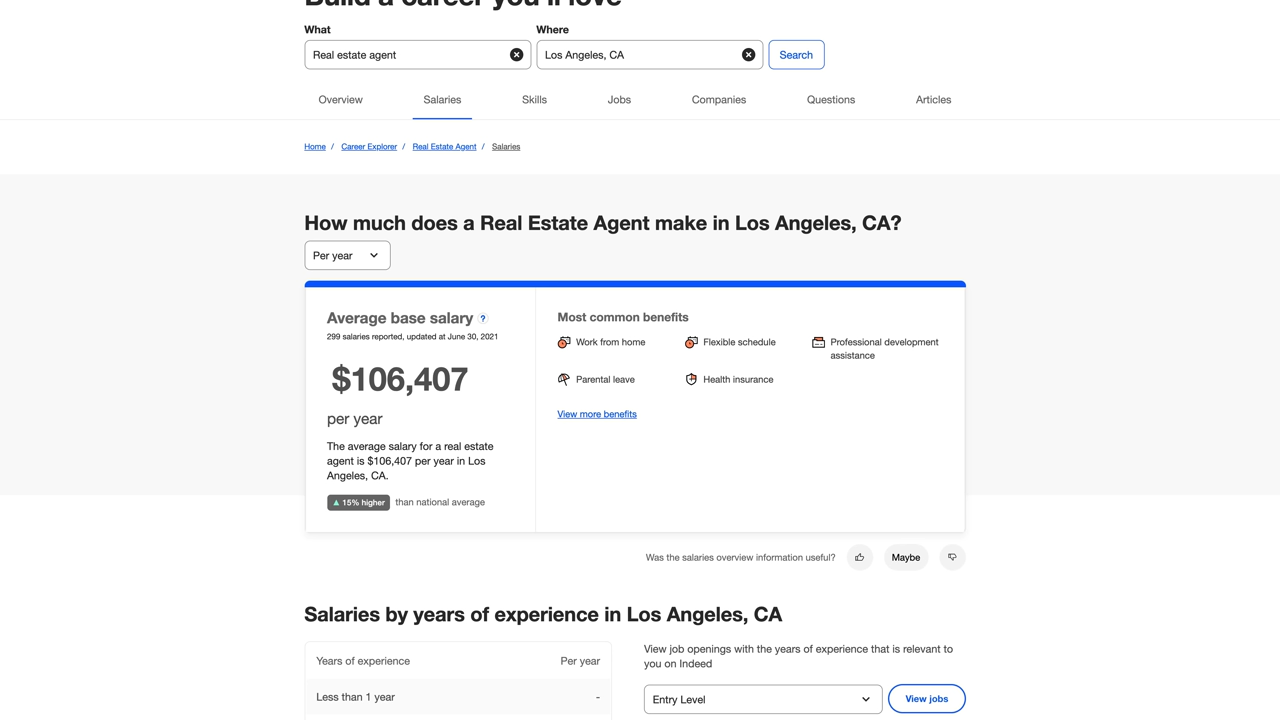 Build a career you'll love
What
Where
Real estate agent
Los Angeles, CA
Search
Overview
Salaries
Skills
Jobs
Companies
Questions
Articles
Home / Career Explorer / Real Estate Agent / Salaries
How much does a Real Estate Agent make in Los Angeles, CA?
Per year
Average base salary ?
299 salaries reported, updated at June 30, 2021
$106,407
per year
The average salary for a real estate
agent is $106,407 per year in Los
Angeles, CA.
15% higher than national average
Most common benefits
Work from home
Flexible schedule
Professional development
assistance
Parental leave
Health insurance
View more benefits
Was the salaries overview information useful?
Maybe
Salaries by years of experience in Los Angeles, CA
Years of experience
Per year
Less than 1 year
-
View job openings with the years of experience that is relevant to
you on Indeed
Entry Level
View jobs